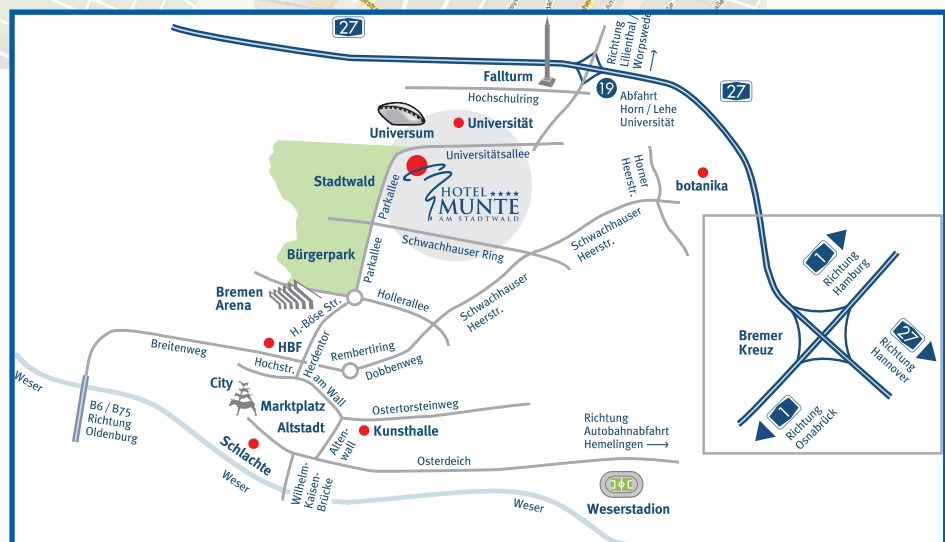 27
Richtung
Lilienthal /
Worpswede
Fallturm
19
Abfahrt
Horn / Lehe
Universität
27
Hochschulring
Universum
Universität
Universitätsallee
Stadtwald
Parkallee
HOTEL ★★★★
MUNTE
AM STADTWALD
Horner
Heerstr.
botanika
Schwachhauser Ring
Schwachhauser
Heerstr.
Bürgerpark
Parkallee
1
Richtung
Hamburg
Bremen
Arena
H.-Böse Str.
Hollerallee
Schwachhauser
Heerstr.
Bremer
Kreuz
27
Richtung
Hannover
Breitenweg
HBF
Herdentor
Rembertiring
Hochstr.
Dobbenweg
Weser
City
am Wall
B6 / B75
Richtung
Oldenburg
Marktplatz
Altstadt
Ostertorsteinweg
Kunsthalle
Richtung
Autobahnabfahrt
Hemelingen
1
Richtung
Osnabrück
Schlachte
Alten-
wall
Osterdeich
Weser
Wilhelm-
Kaisen-
Brücke
Weser
Weserstadion